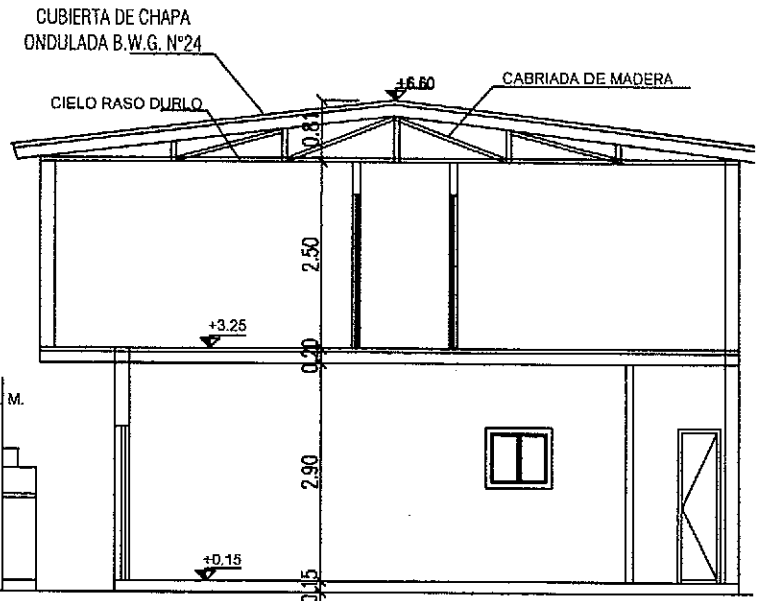 CUBIERTA DE CHAPA
ONDULADA B.W.G. N°24
+6.60
CABRIADA DE MADERA
CIELO RASO DURLO
0.81
2.50
+3.25
0.20
M.
2.90
+0.15
0.15